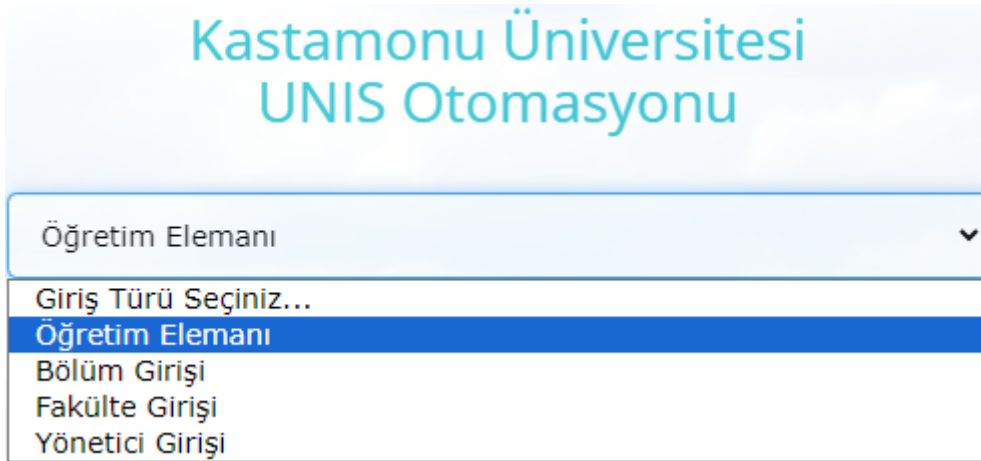 Kastamonu Üniversitesi
UNIS Otomasyonu
Öğretim Elemanı
Giriş Türü Seçiniz...
Öğretim Elemanı
Bölüm Girişi
Fakülte Girişi
Yönetici Girişi